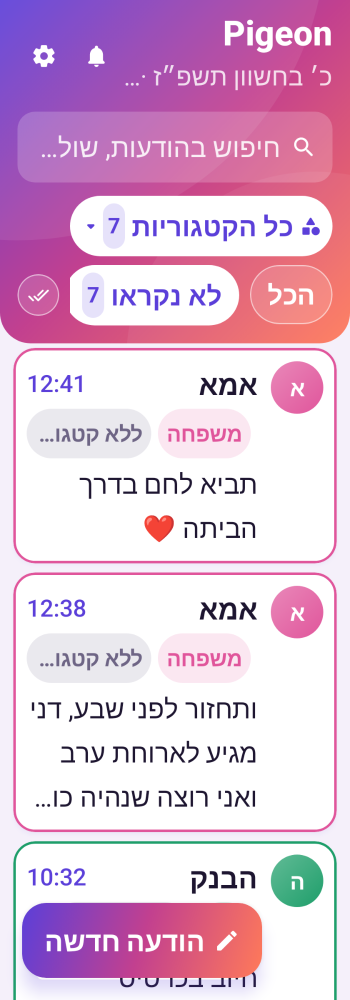 Pigeon
כ׳ בחשוון תשפ״ז ·…
חיפוש בהודעות, שול…
כל הקטגוריות 7
הכל
לא נקראו 7
א
אמא 12:41
משפחה ללא קטגו…
תביא לחם בדרך
הביתה ❤️
א
אמא 12:38
משפחה ללא קטגו…
ותחזור לפני שבע, דני
מגיע לארוחת ערב
ואני רוצה שנהיה כו…
ה
הבנק 10:32
הודעה חדשה
חיוב בכרטיס